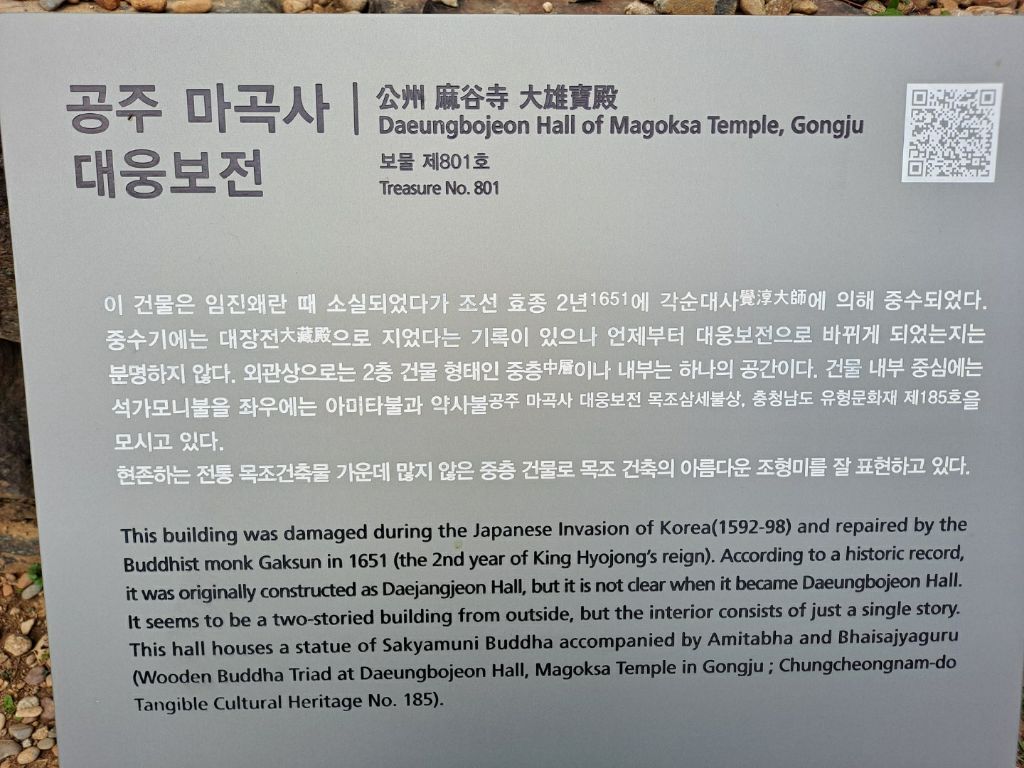 공주 마곡사
대웅보전
公州 麻谷寺 大雄寶殿
Daeungbojeon Hall of Magoksa Temple, Gongju
보물 제801호
Treasure No. 801
이 건물은 임진왜란 때 소실되었다가 조선 효종 2년1651에 각순대사覺淳大師에 의해 중수되었다.
중수기에는 대장전大藏殿으로 지었다는 기록이 있으나 언제부터 대웅보전으로 바뀌게 되었는지는
분명하지 않다. 외관상으로는 2층 건물 형태인 중층中層이나 내부는 하나의 공간이다. 건물 내부 중심에는
석가모니불을 좌우에는 아미타불과 약사불공주 마곡사 대웅보전 목조삼세불상, 충청남도 유형문화재 제185호을
모시고 있다.
현존하는 전통 목조건축물 가운데 많지 않은 중층 건물로 목조 건축의 아름다운 조형미를 잘 표현하고 있다.
This building was damaged during the Japanese Invasion of Korea(1592-98) and repaired by the
Buddhist monk Gaksun in 1651 (the 2nd year of King Hyojong's reign). According to a historic record,
it was originally constructed as Daejangjeon Hall, but it is not clear when it became Daeungbojeon Hall.
It seems to be a two-storied building from outside, but the interior consists of just a single story.
This hall houses a statue of Sakyamuni Buddha accompanied by Amitabha and Bhaisajyaguru
(Wooden Buddha Triad at Daeungbojeon Hall, Magoksa Temple in Gongju ; Chungcheongnam-do
Tangible Cultural Heritage No. 185).